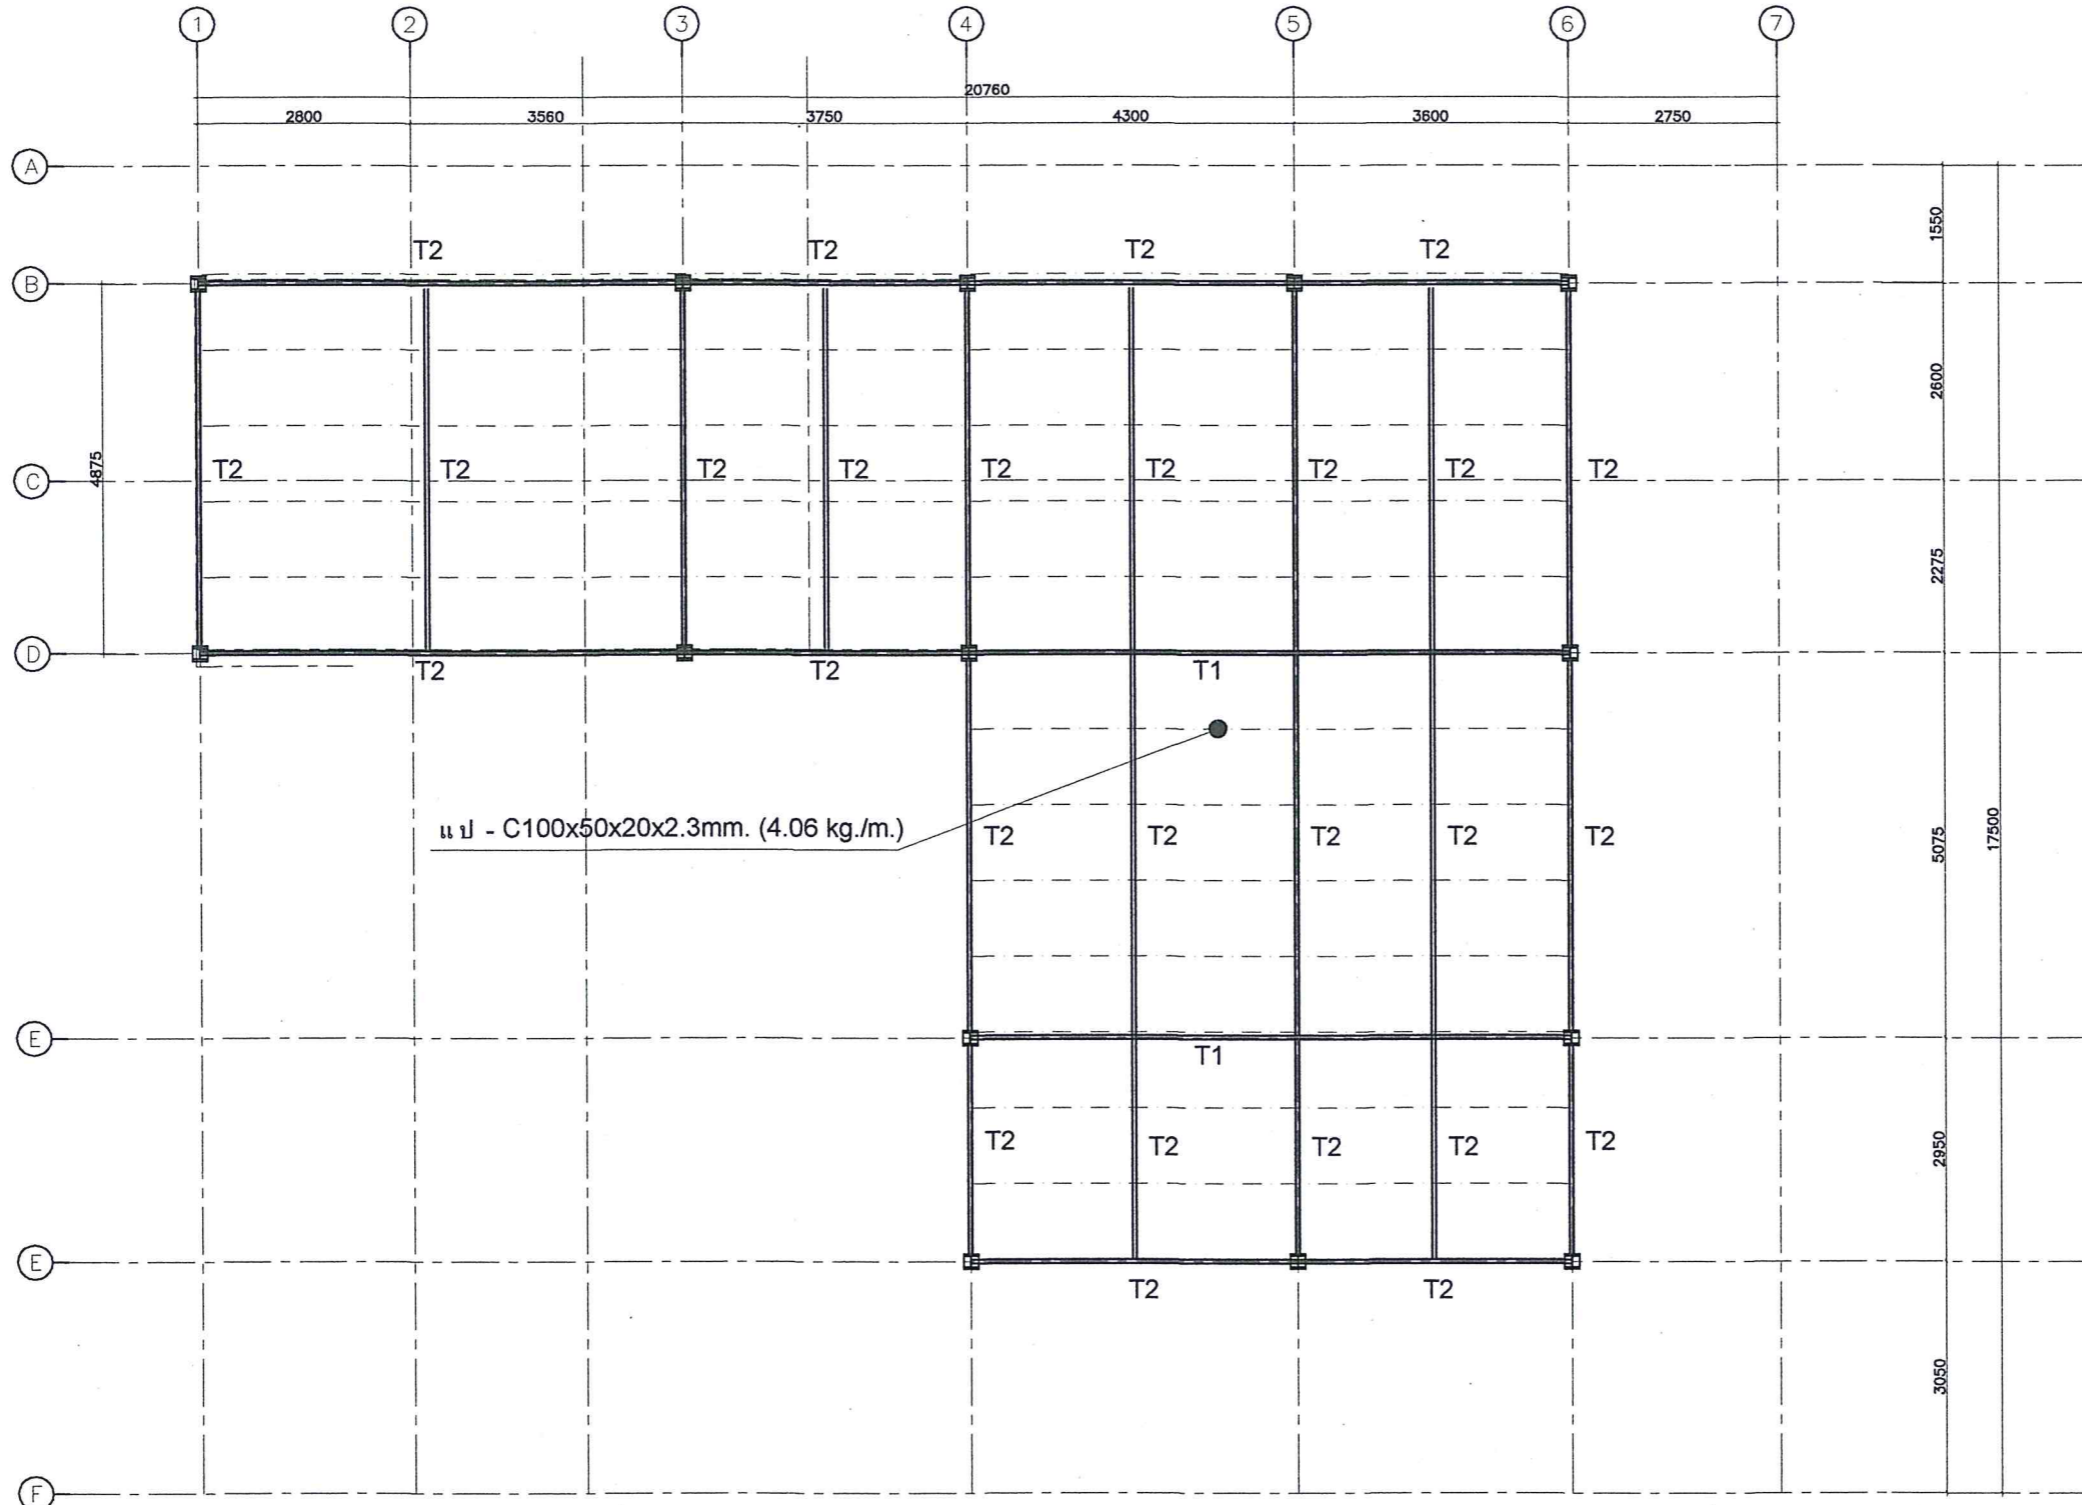 1 2 3 4 5 6 7
20760
2800 3560 3750 4300 3600 2750
A
1550
T2 T2 T2 T2
B
2600
4875
C
T2 T2 T2 T2 T2 T2 T2 T2 T2
2275
D
T2 T2 T1
แป - C100x50x20x2.3mm. (4.06 kg./m.)
T2 T2 T2 T2 T2
5075
17500
E
T1
T2 T2 T2 T2 T2
2950
E
T2 T2
3050
F